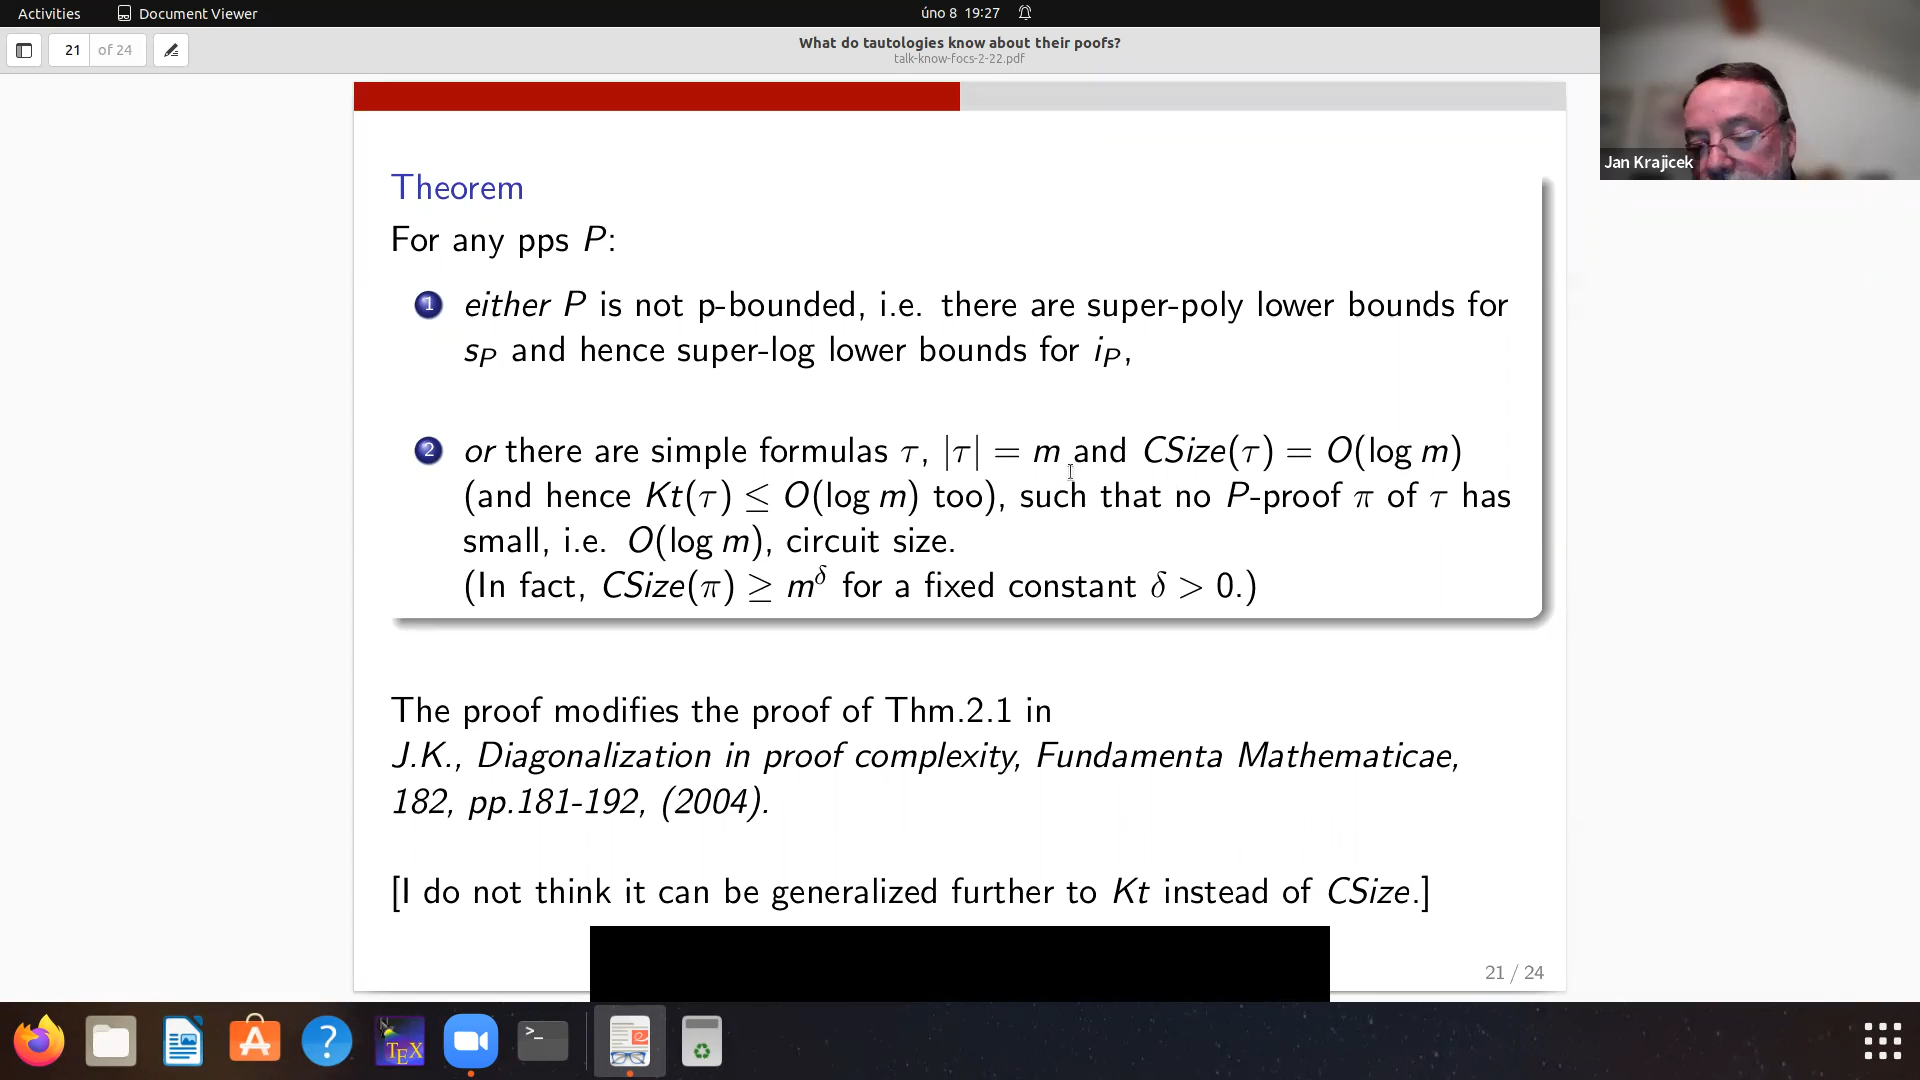 Activities
Document Viewer
úno 8 19:27
21 of 24
What do tautologies know about their poofs?
talk-know-focs-2-22.pdf
Jan Krajicek
Theorem
For any pps P:
1 either P is not p-bounded, i.e. there are super-poly lower bounds for
s_P and hence super-log lower bounds for i_P,
2 or there are simple formulas τ, |τ| = m and CSize(τ) = O(log m)
(and hence Kt(τ) ≤ O(log m) too), such that no P-proof π of τ has
small, i.e. O(log m), circuit size.
(In fact, CSize(π) ≥ m^δ for a fixed constant δ > 0.)
The proof modifies the proof of Thm.2.1 in
J.K., Diagonalization in proof complexity, Fundamenta Mathematicae,
182, pp.181-192, (2004).
[I do not think it can be generalized further to Kt instead of CSize.]
21 / 24
?
TEX
>_